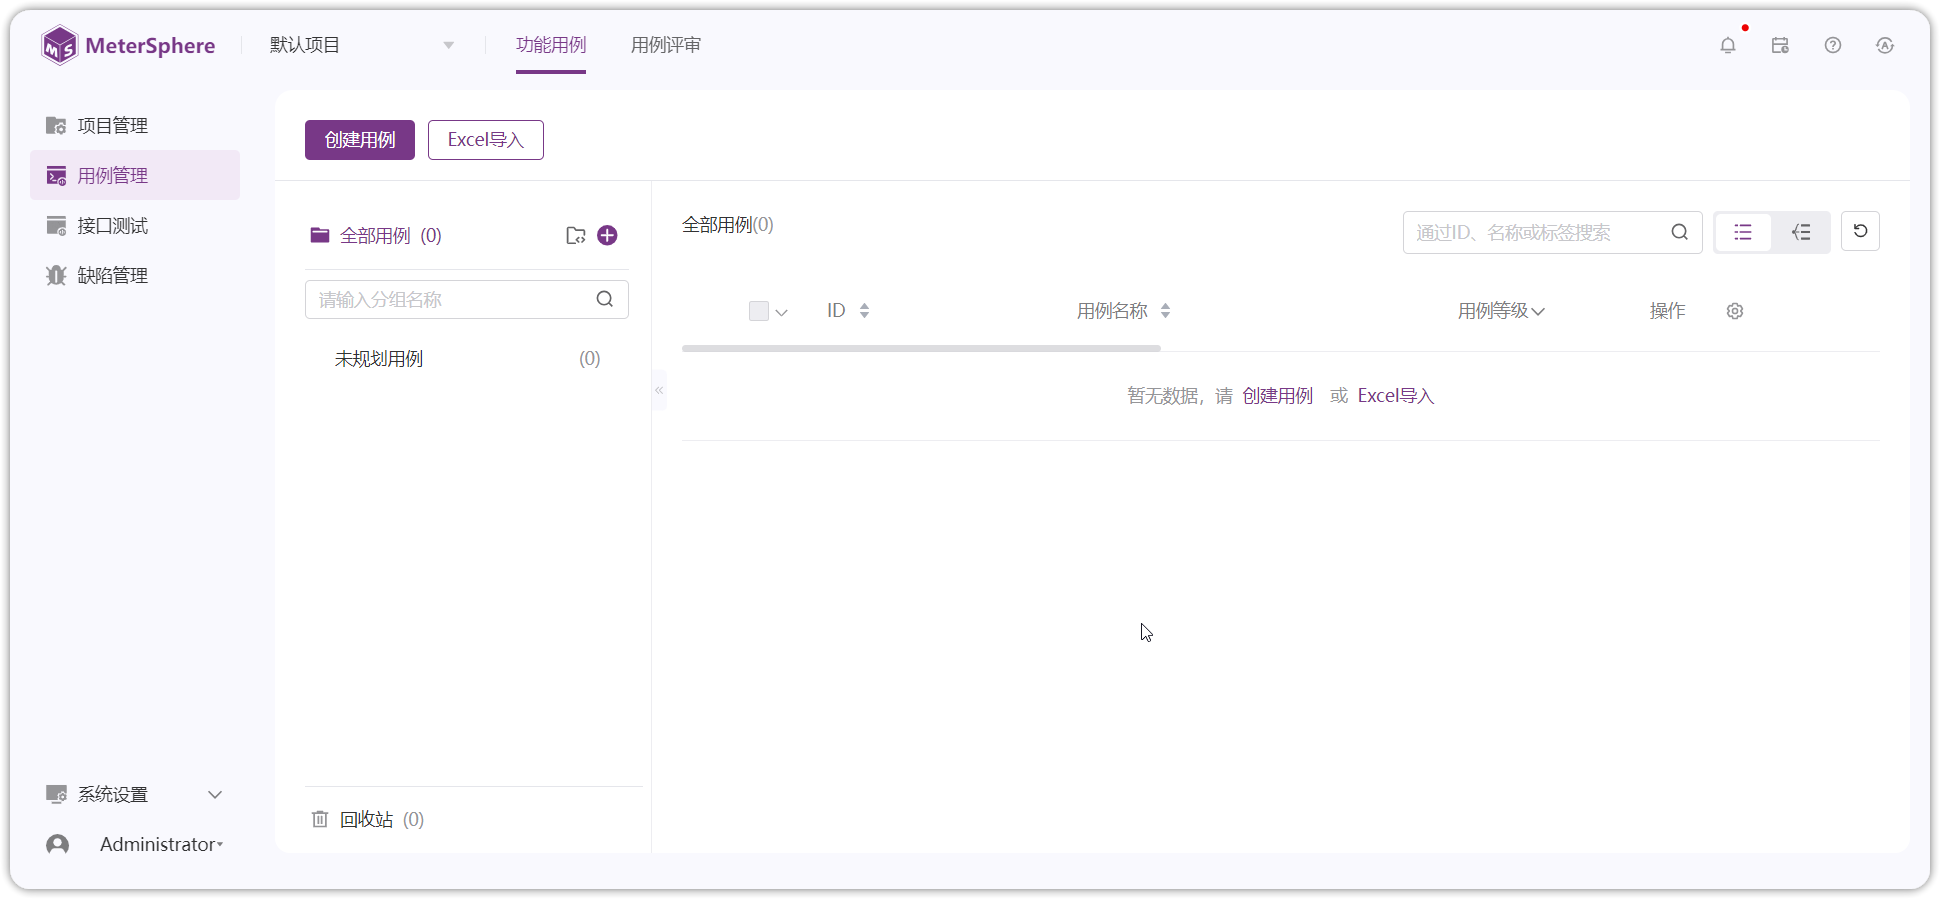 MeterSphere
默认项目
功能用例
用例评审
项目管理
用例管理
接口测试
缺陷管理
系统设置
Administrator
创建用例
Excel导入
全部用例 (0)
请输入分组名称
未规划用例 (0)
回收站 (0)
全部用例(0)
通过ID、名称或标签搜索
ID
用例名称
用例等级
操作
暂无数据，请 创建用例 或 Excel导入